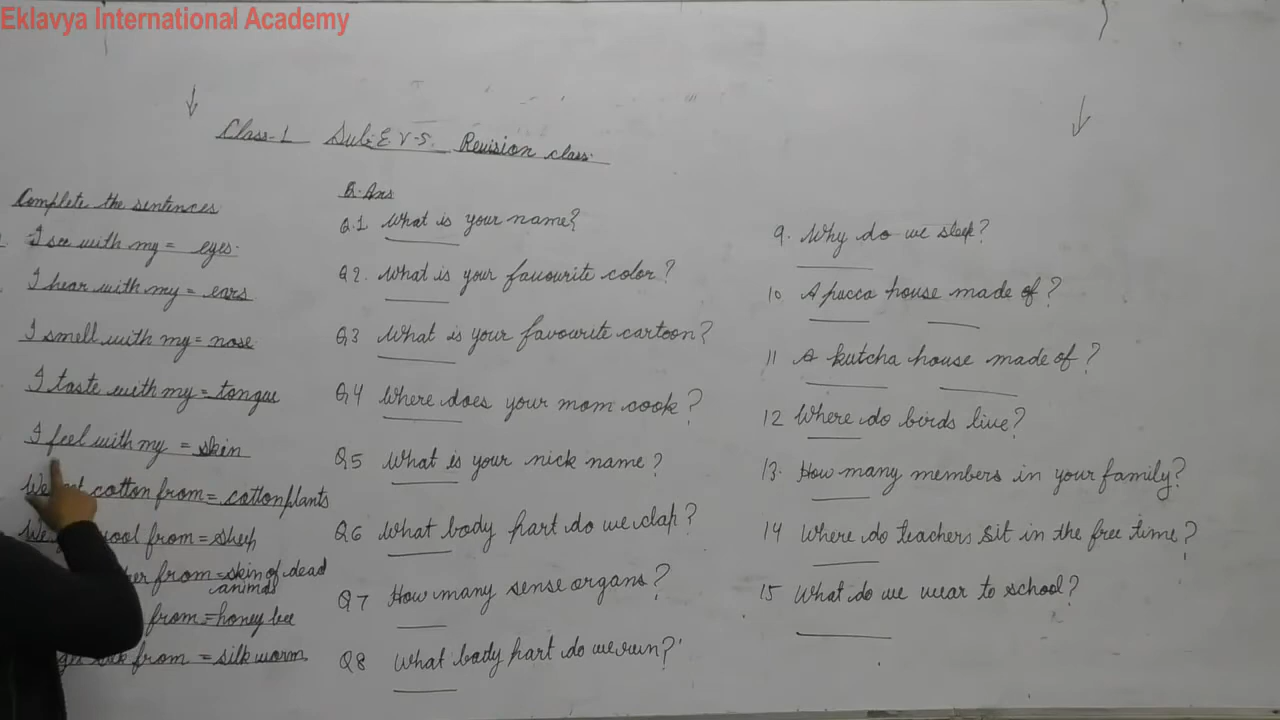 Eklavya International Academy
Class-1 Sub:E.V.S. Revision class.
Complete the sentences
I see with my = eyes.
I hear with my = ears
I smell with my = nose
I taste with my = tongue
I feel with my = skin
We cotton from = cotton plants
We from = sheep
from = skin of dead
animal
from = honey bee
from = silk worm
Q.Ans
Q.1 What is your name?
Q2. What is your favourite color?
Q3 What is your favourite cartoon?
Q4 Where does your mom cook?
Q5 What is your nick name?
Q6 What body part do we clap?
Q7 How many sense organs?
Q8 What body part do we run?
9. Why do we sleep?
10 A pucca house made of?
11 A kutcha house made of?
12 Where do birds live?
13. How many members in your family?
14 Where do teachers sit in the free time?
15 What do we wear to school?